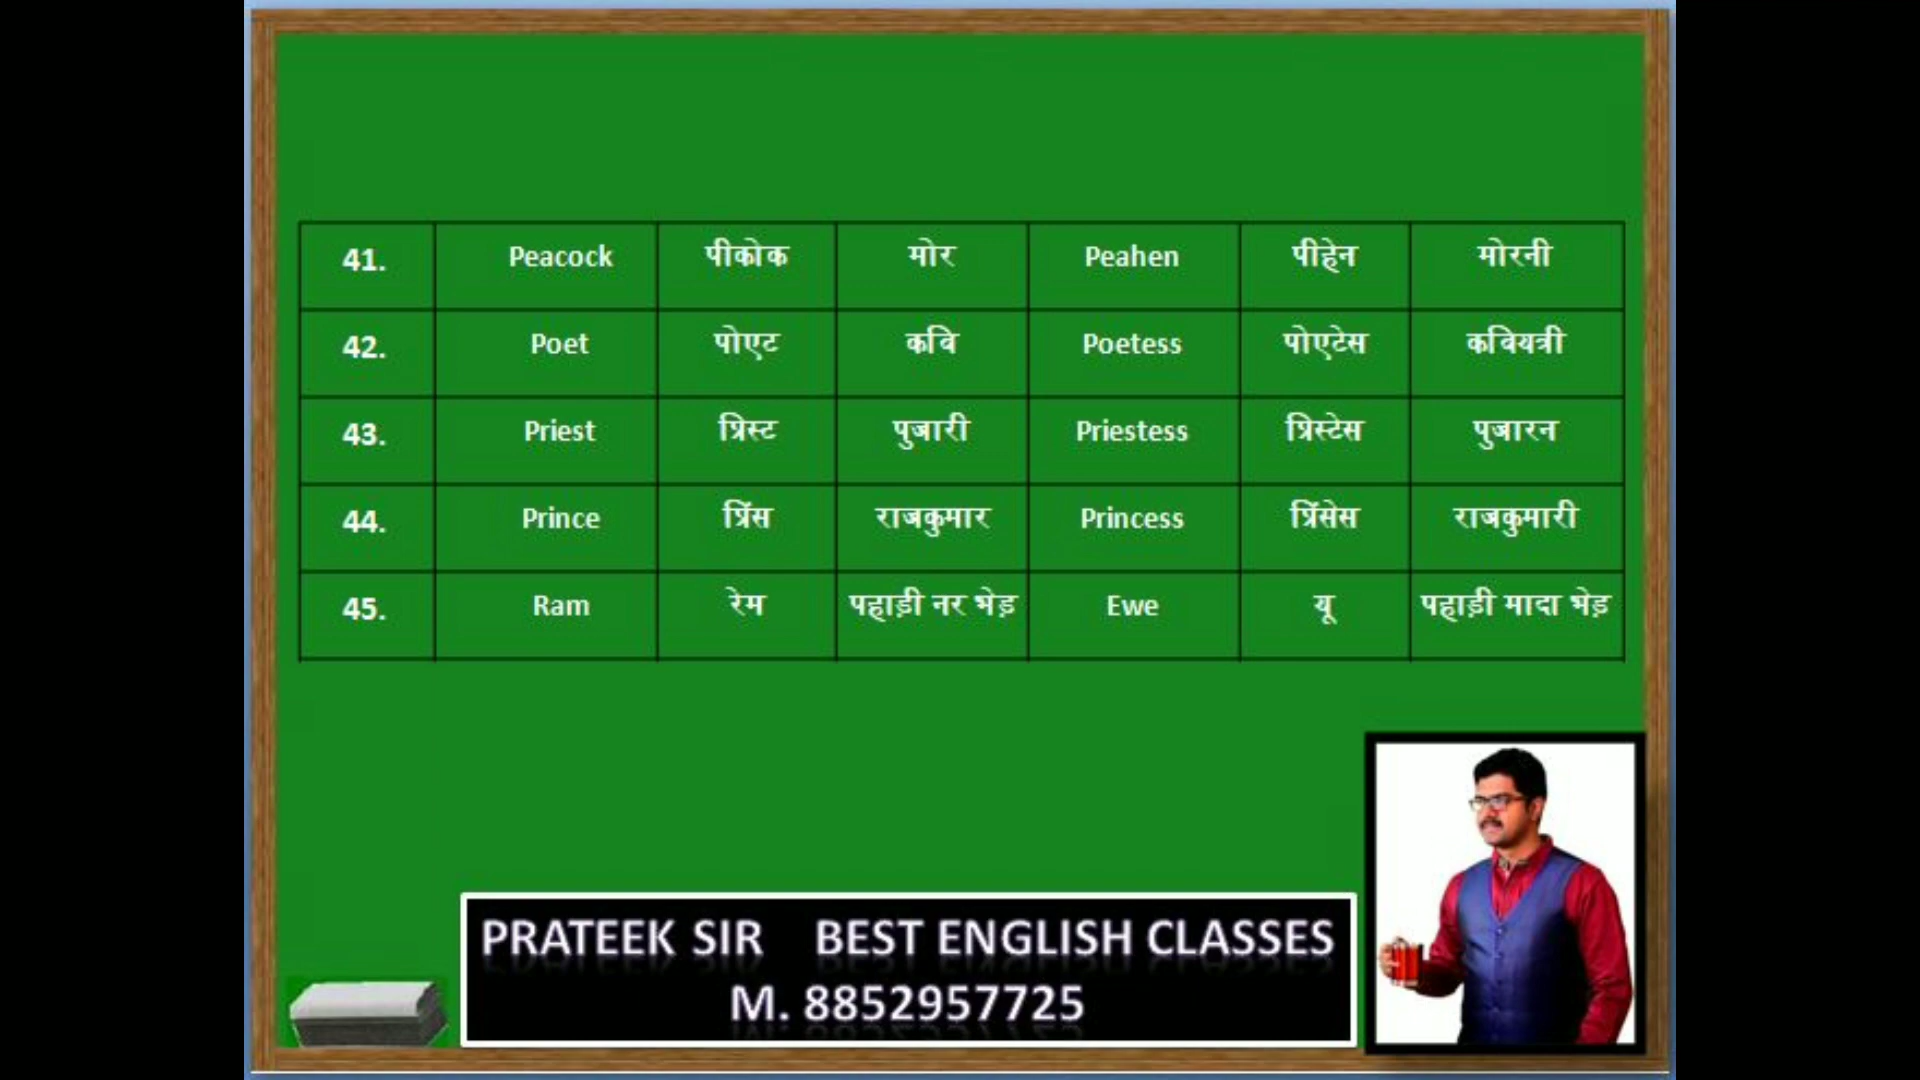 41. Peacock पीकोक मोर Peahen पीहेन मोरनी
42. Poet पोएट कवि Poetess पोएटेस कवियत्री
43. Priest प्रिस्ट पुजारी Priestess प्रिस्टेस पुजारन
44. Prince प्रिंस राजकुमार Princess प्रिंसेस राजकुमारी
45. Ram रेम पहाड़ी नर भेड़ Ewe यू पहाड़ी मादा भेड़
PRATEEK SIR BEST ENGLISH CLASSES
M. 8852957725